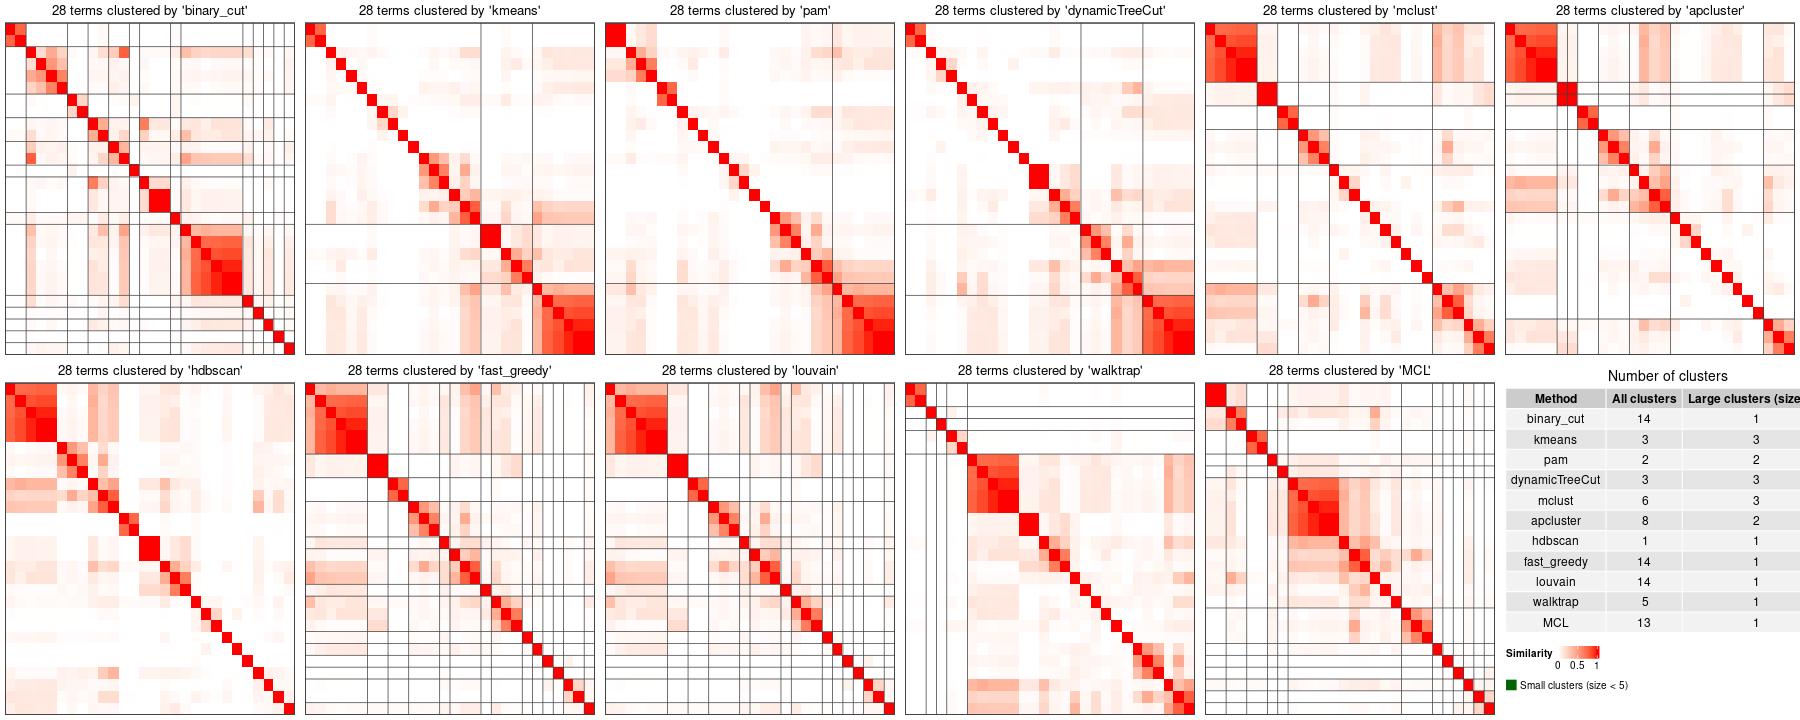 28 terms clustered by 'binary_cut'
28 terms clustered by 'kmeans'
28 terms clustered by 'pam'
28 terms clustered by 'dynamicTreeCut'
28 terms clustered by 'mclust'
28 terms clustered by 'apcluster'
28 terms clustered by 'hdbscan'
28 terms clustered by 'fast_greedy'
28 terms clustered by 'louvain'
28 terms clustered by 'walktrap'
28 terms clustered by 'MCL'
Number of clusters
Method All clusters Large clusters (size
binary_cut 14 1
kmeans 3 3
pam 2 2
dynamicTreeCut 3 3
mclust 6 3
apcluster 8 2
hdbscan 1 1
fast_greedy 14 1
louvain 14 1
walktrap 5 1
MCL 13 1
Similarity
0 0.5 1
Small clusters (size < 5)